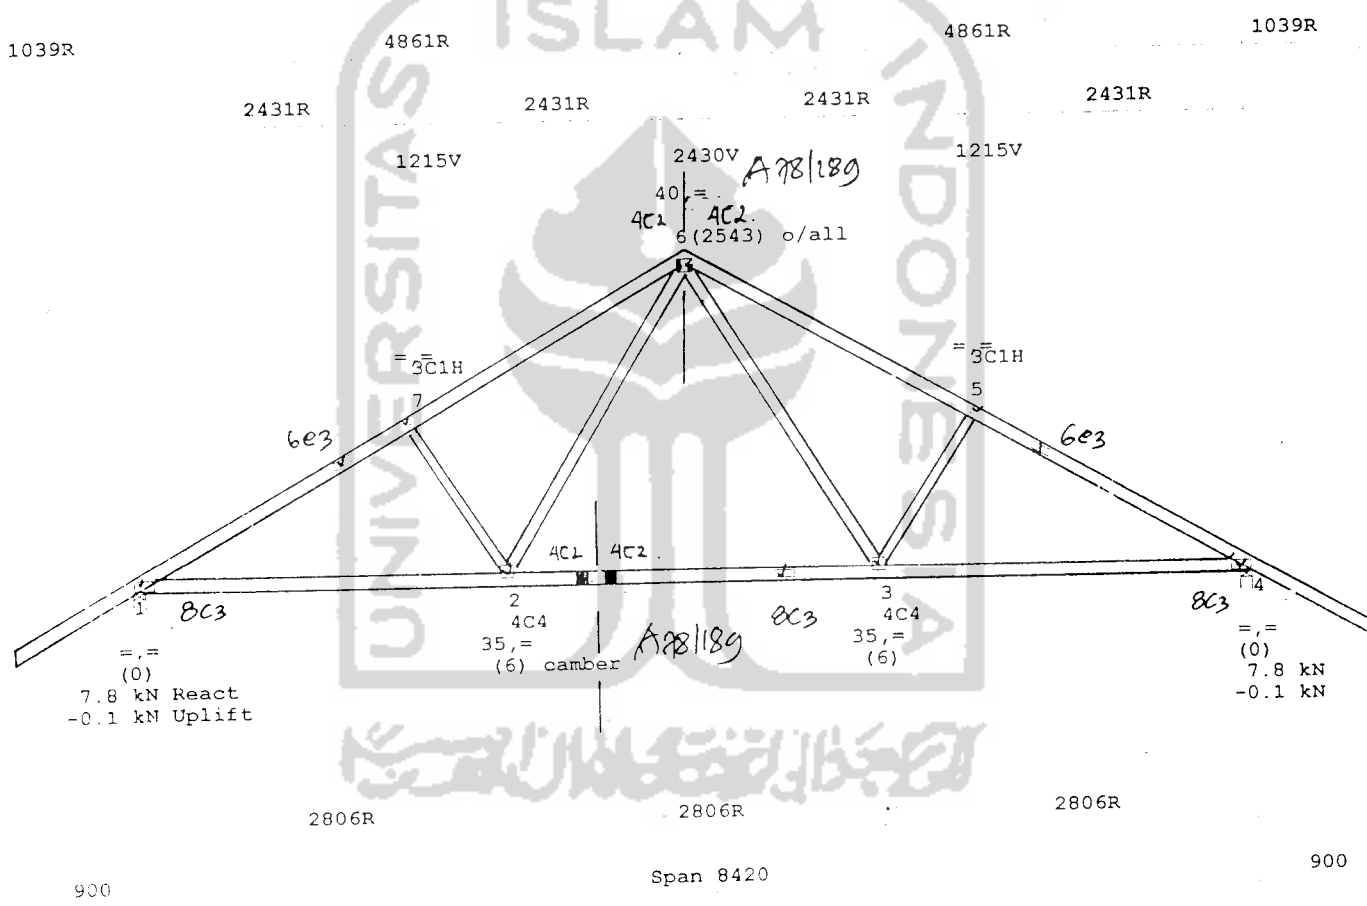 ISLAM
UNIVERSITAS
INDONESIA
1039R 4861R 4861R 1039R
2431R 2431R 2431R 2431R
1215V 2430V 1215V
A78/189
40 =
4C2 4C2.
6(2543) o/all
= =
3C1H
7
= =
3C1H
5
6e3
6e3
4C2 4C2.
1 8C3
2
4C4
35,=
(6) camber
A78/189
8C3
3
4C4
35,=
(6)
8C3 4
=,=
(0)
7.8 kN React
-0.1 kN Uplift
=,=
(0)
7.8 kN
-0.1 kN
2806R 2806R 2806R
900 Span 8420 900